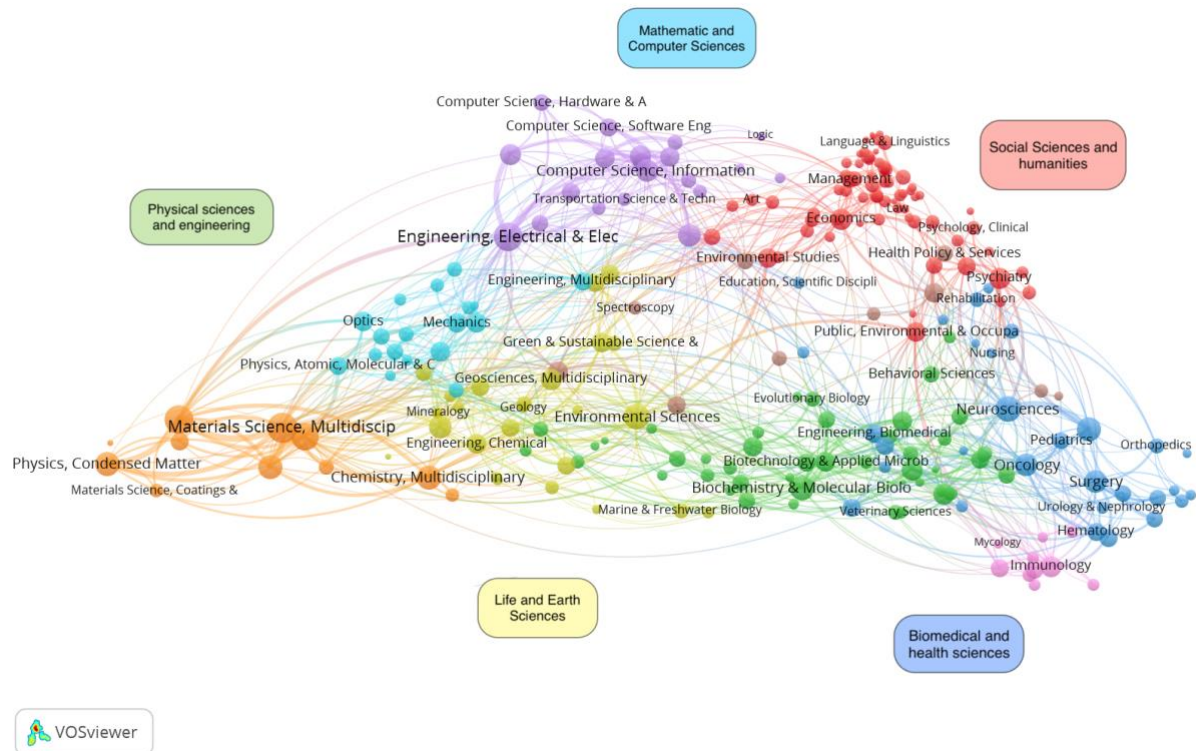 Mathematic and
Computer Sciences
Computer Science, Hardware & A
Computer Science, Software Eng
Logic
Language & Linguistics
Social Sciences and
humanities
Computer Science, Information
Management
Physical sciences
and engineering
Transportation Science & Techn
Art
Law
Economics
Psychology, Clinical
Engineering, Electrical & Elec
Environmental Studies
Health Policy & Services
Engineering, Multidisciplinary
Education, Scientific Discipli
Psychiatry
Rehabilitation
Spectroscopy
Optics
Mechanics
Public, Environmental & Occupa
Green & Sustainable Science &
Nursing
Physics, Atomic, Molecular & C
Geosciences, Multidisciplinary
Behavioral Sciences
Evolutionary Biology
Mineralogy
Geology
Environmental Sciences
Neurosciences
Materials Science, Multidiscip
Engineering, Chemical
Engineering, Biomedical
Pediatrics
Orthopedics
Physics, Condensed Matter
Biotechnology & Applied Microb
Oncology
Chemistry, Multidisciplinary
Surgery
Materials Science, Coatings &
Biochemistry & Molecular Biolo
Marine & Freshwater Biology
Veterinary Sciences
Urology & Nephrology
Hematology
Mycology
Immunology
Life and Earth
Sciences
Biomedical and
health sciences
VOSviewer